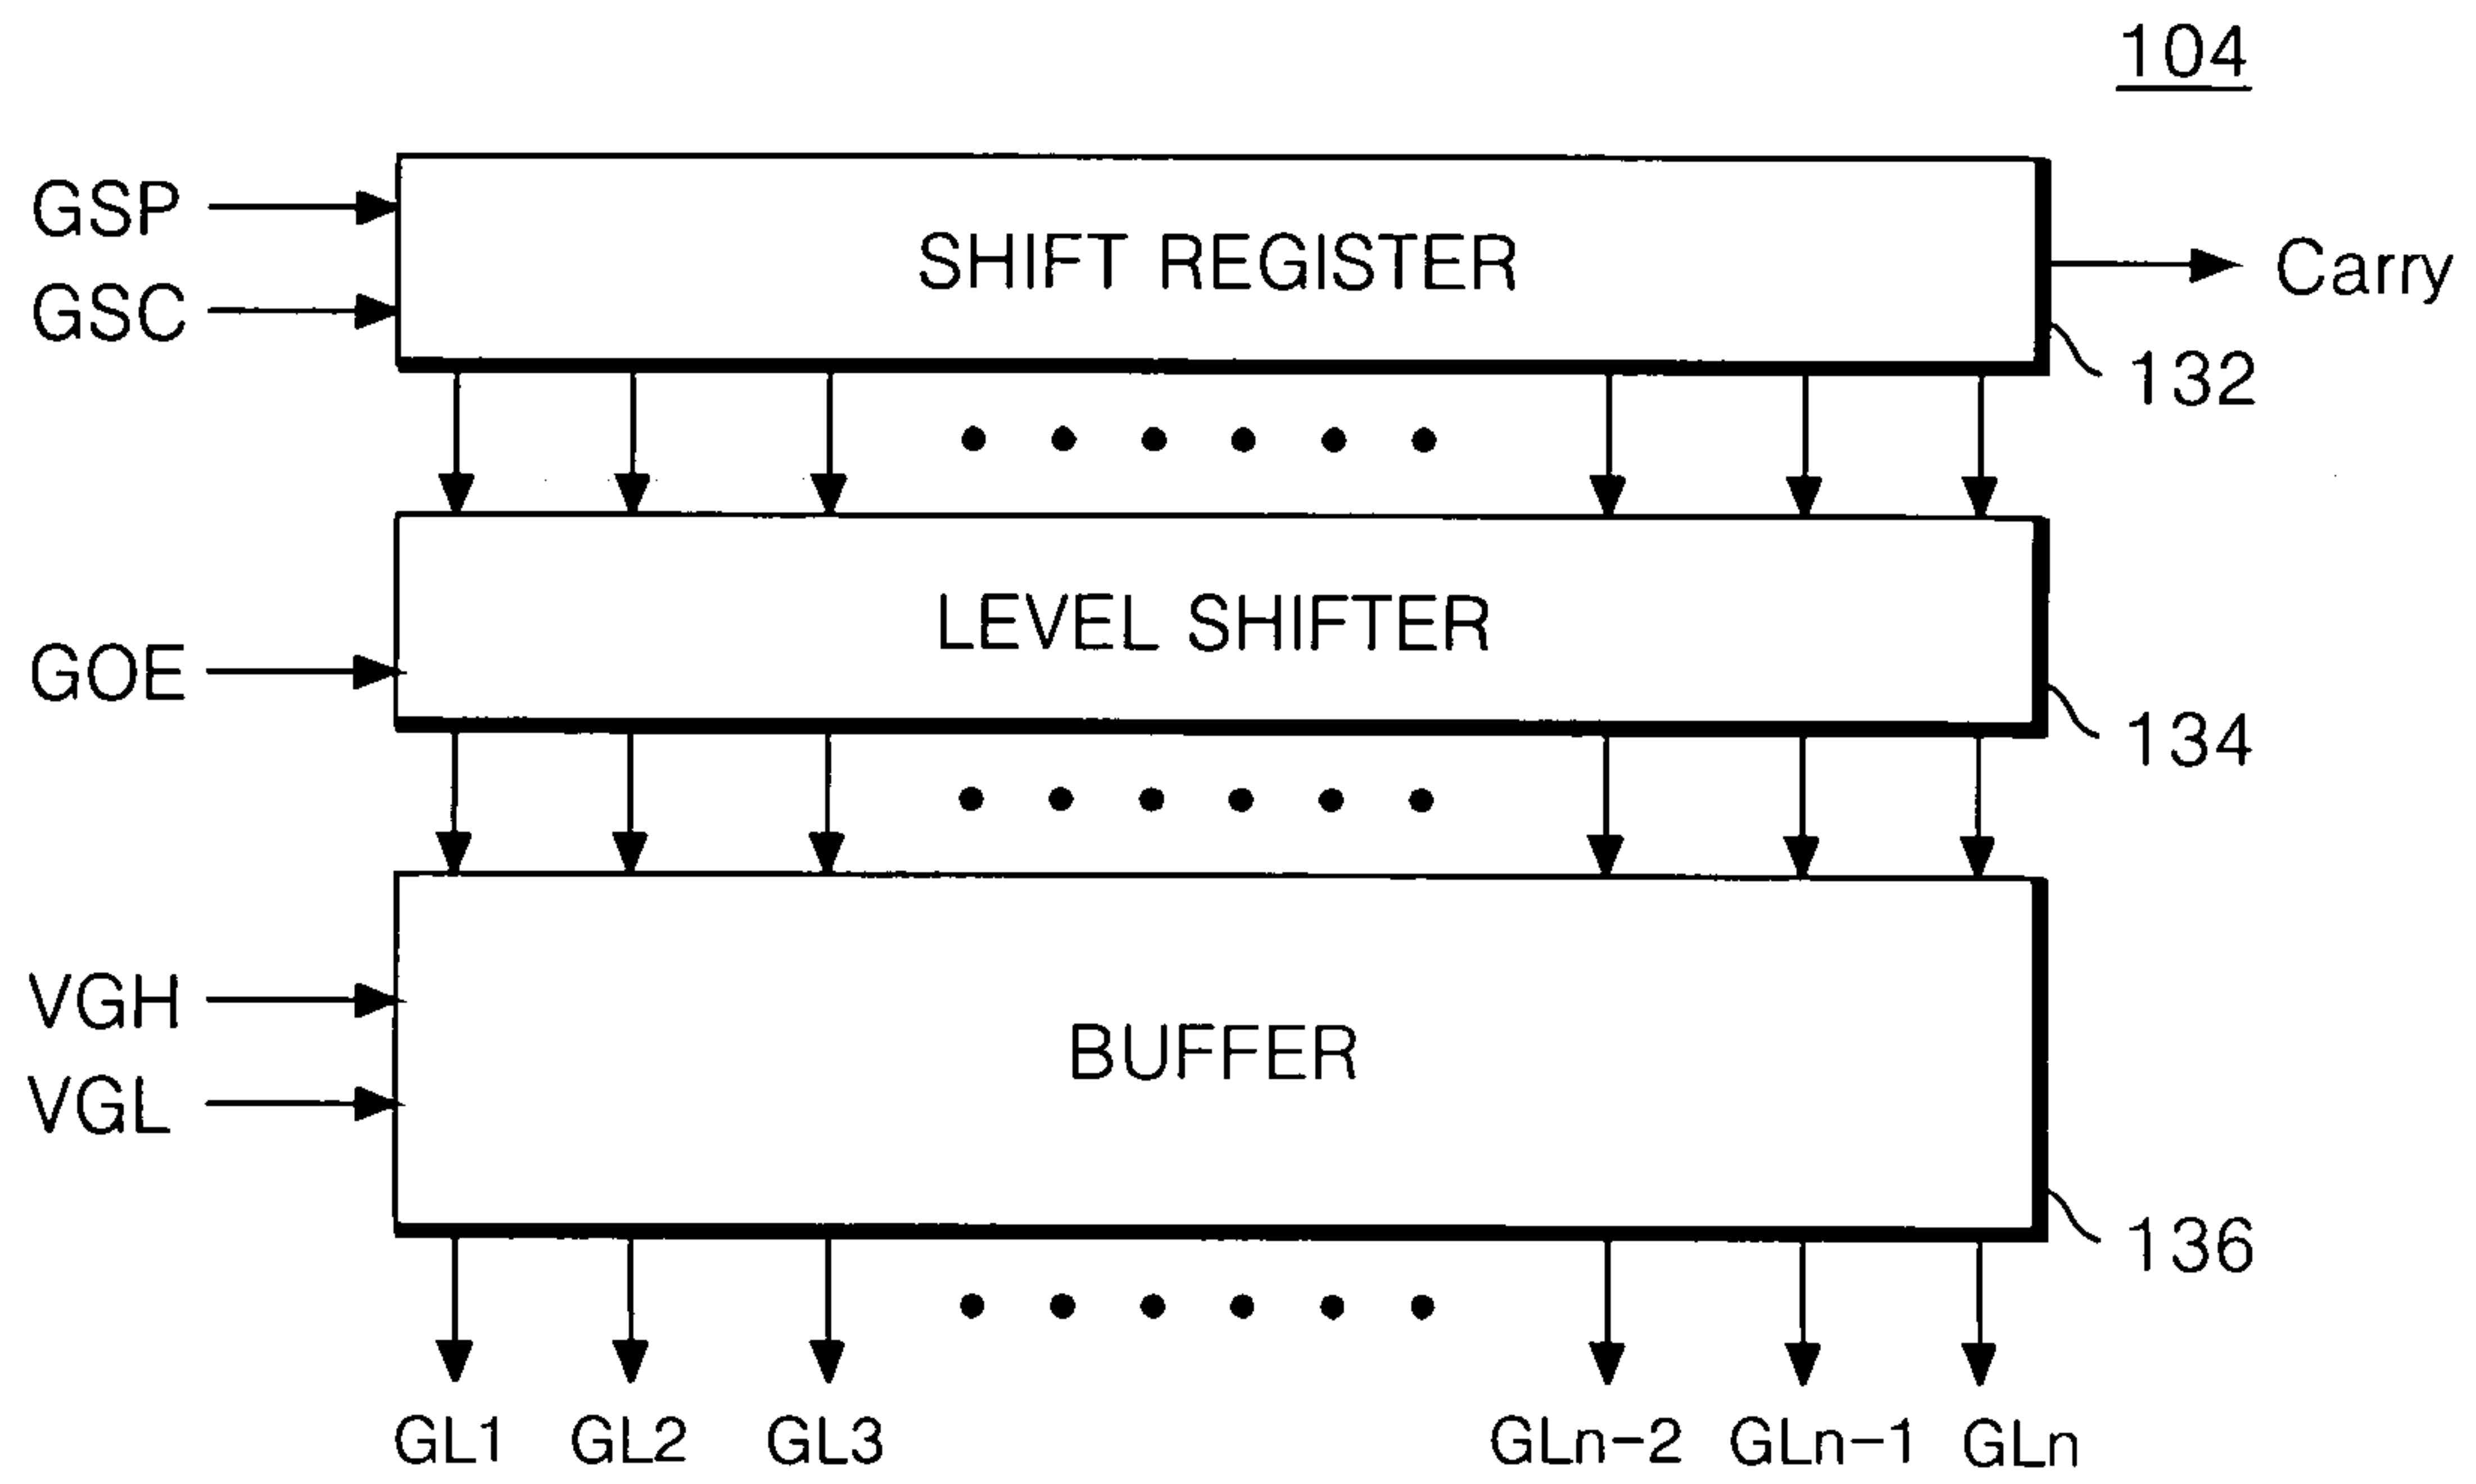 104
GSP
GSC
SHIFT REGISTER
Carry
132
GOE
LEVEL SHIFTER
134
VGH
VGL
BUFFER
136
GL1 GL2 GL3 GLn-2 GLn-1 GLn